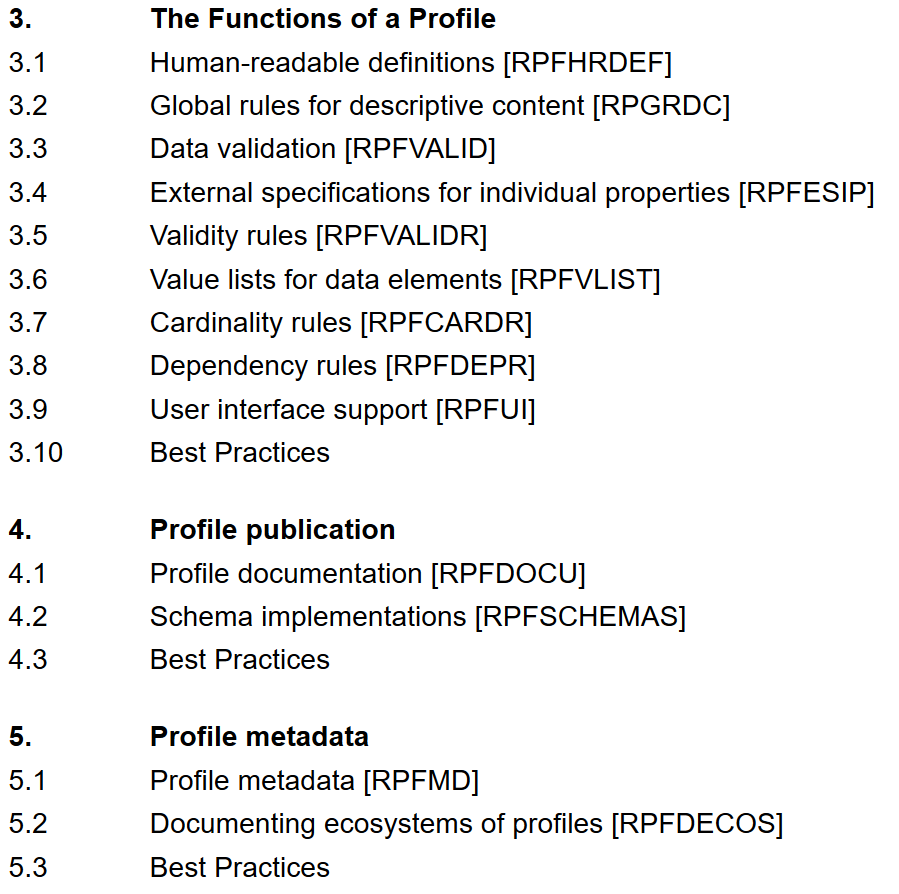 3. The Functions of a Profile
3.1 Human-readable definitions [RPFHRDEF]
3.2 Global rules for descriptive content [RPGRDC]
3.3 Data validation [RPFVALID]
3.4 External specifications for individual properties [RPFESIP]
3.5 Validity rules [RPFVALIDR]
3.6 Value lists for data elements [RPFVLIST]
3.7 Cardinality rules [RPFCARDR]
3.8 Dependency rules [RPFDEPR]
3.9 User interface support [RPFUI]
3.10 Best Practices
4. Profile publication
4.1 Profile documentation [RPFDOCU]
4.2 Schema implementations [RPFSCHEMAS]
4.3 Best Practices
5. Profile metadata
5.1 Profile metadata [RPFMD]
5.2 Documenting ecosystems of profiles [RPFDECOS]
5.3 Best Practices